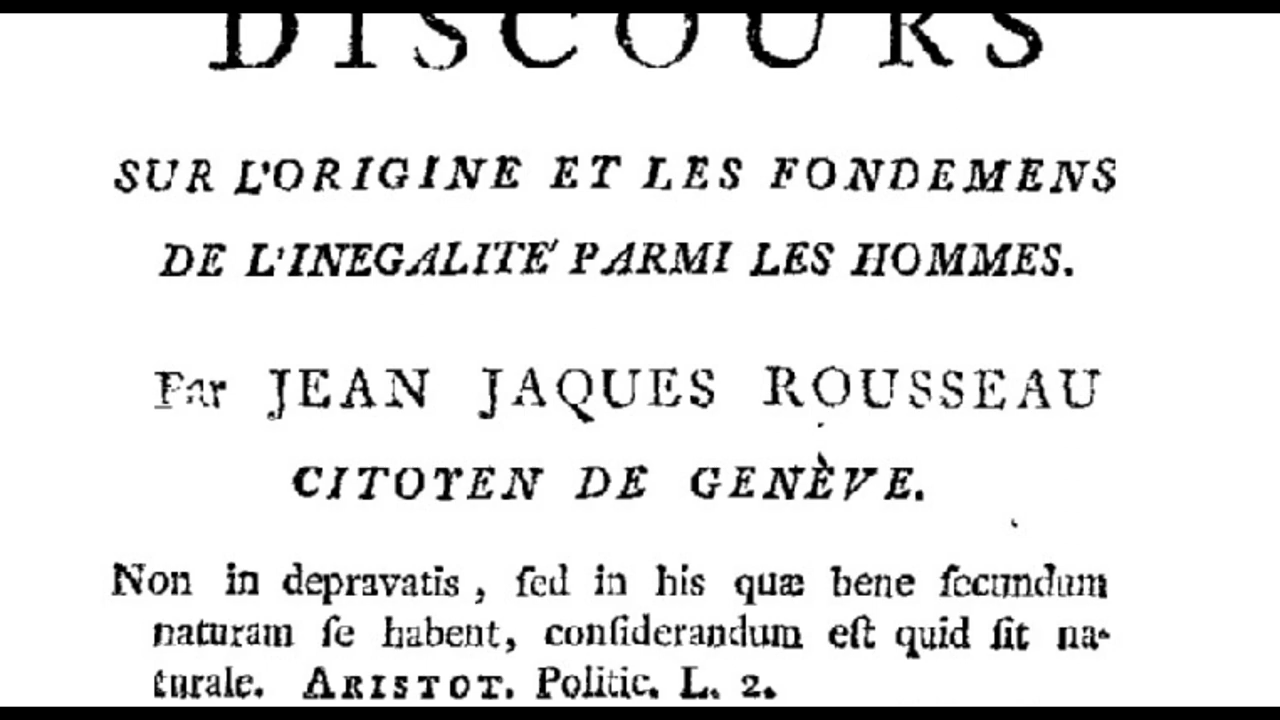 DISCOURS
SUR L'ORIGINE ET LES FONDEMENS
DE L'INEGALITE' PARMI LES HOMMES.
Par JEAN JAQUES ROUSSEAU
CITOYEN DE GENÈVE.
Non in depravatis, ſed in his quæ bene ſecundum
naturam ſe habent, conſiderandum eſt quid ſit na-
turale. ARISTOT. Politic. L. 2.